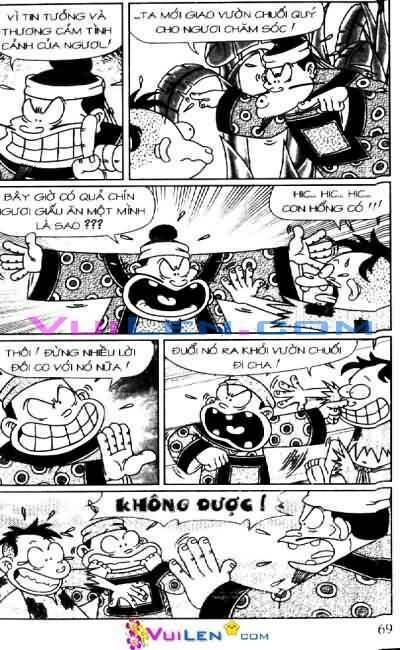 VÌ TIN TƯỞNG VÀ
THƯƠNG CẢM TÌNH
CẢNH CỦA NGƯƠI..!
...TA MỚI GIAO VƯỜN CHUỐI QUÝ
CHO NGƯƠI CHĂM SÓC!
BÂY GIỜ CÓ QUẢ CHÍN
NGƯƠI GIẤU ĂN MỘT MÌNH
LÀ SAO ???
HIC... HIC... HIC...
CON HỔNG CÓ !!!
VuiLen.com
THÔI! ĐỪNG NHIỀU LỜI
ĐÔI CO VỚI NÓ NỮA!
ĐUỔI NÓ RA KHỎI VƯỜN CHUỐI
ĐI CHA!
KHÔNG ĐƯỢC!
69
VuiLen.com